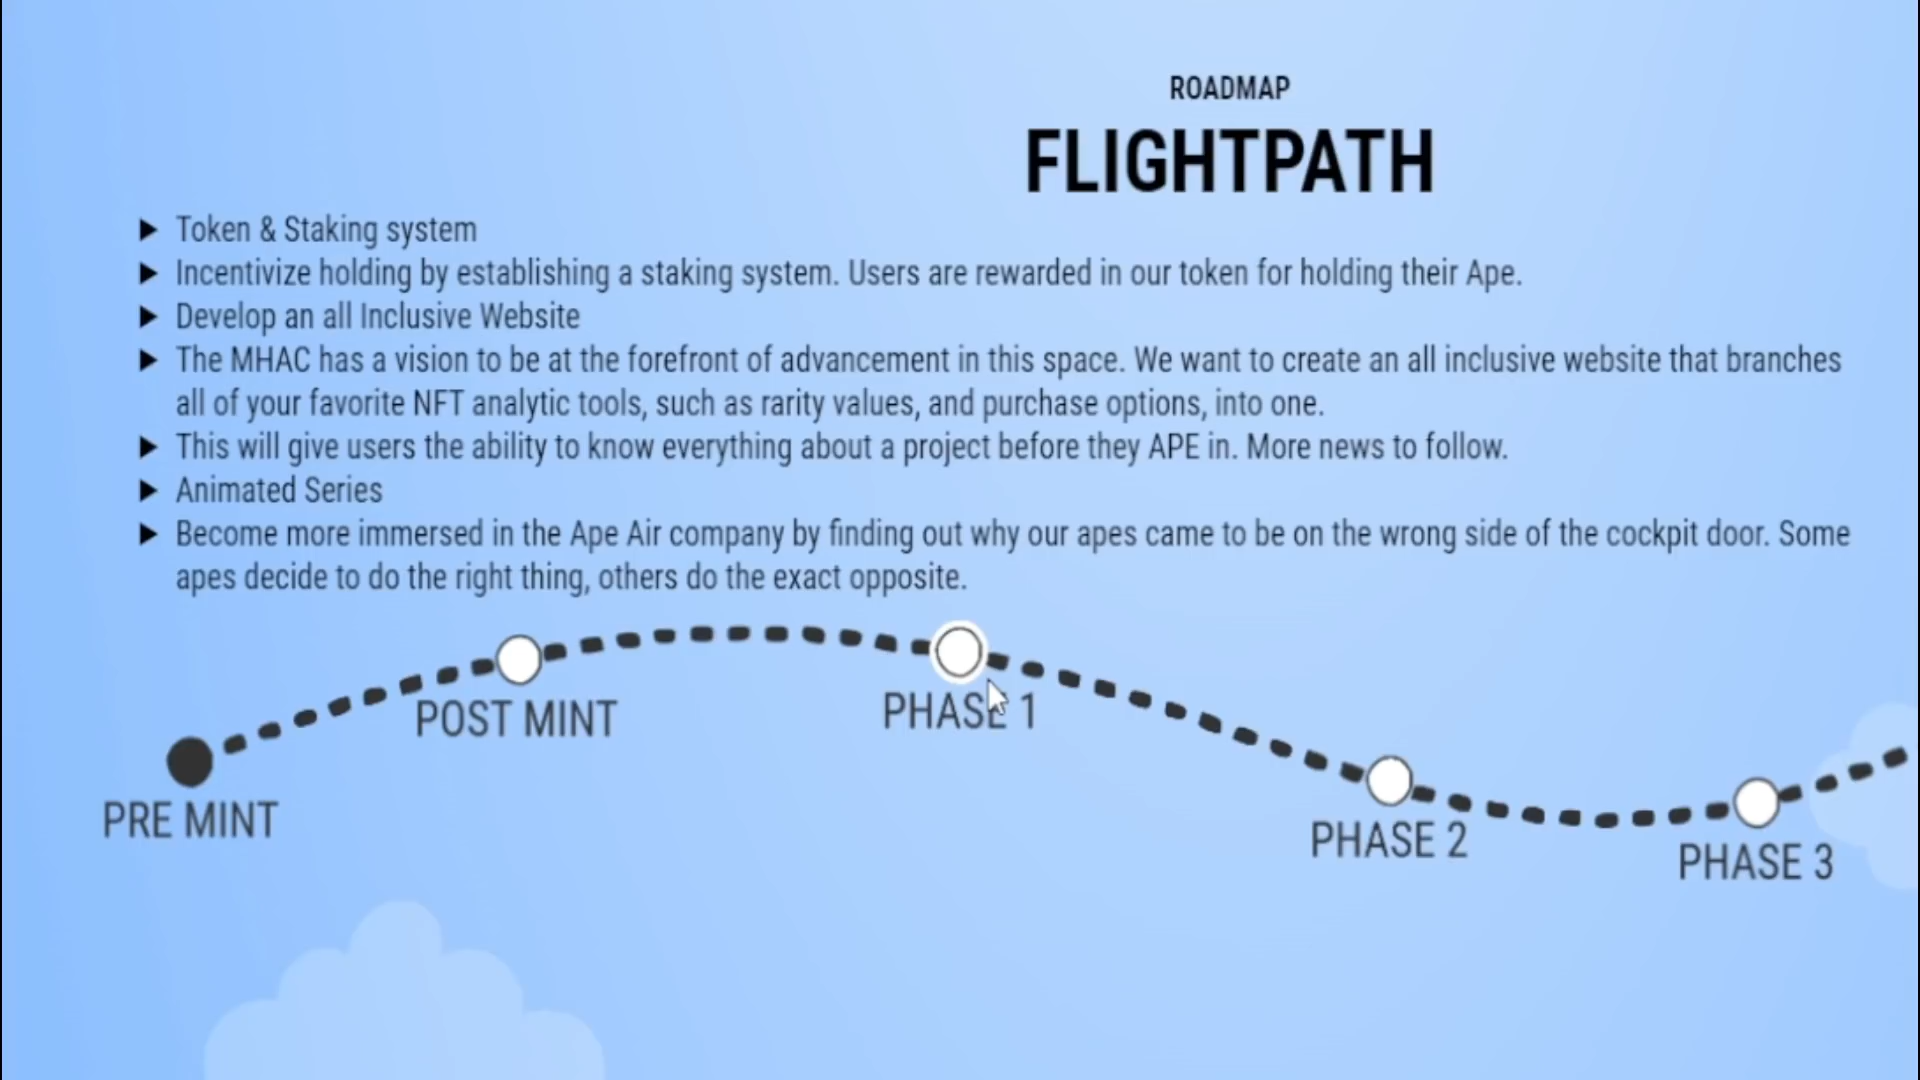 ROADMAP
FLIGHTPATH
Token & Staking system
Incentivize holding by establishing a staking system. Users are rewarded in our token for holding their Ape.
Develop an all Inclusive Website
The MHAC has a vision to be at the forefront of advancement in this space. We want to create an all inclusive website that branches
all of your favorite NFT analytic tools, such as rarity values, and purchase options, into one.
This will give users the ability to know everything about a project before they APE in. More news to follow.
Animated Series
Become more immersed in the Ape Air company by finding out why our apes came to be on the wrong side of the cockpit door. Some
apes decide to do the right thing, others do the exact opposite.
PRE MINT
POST MINT
PHASE 1
PHASE 2
PHASE 3